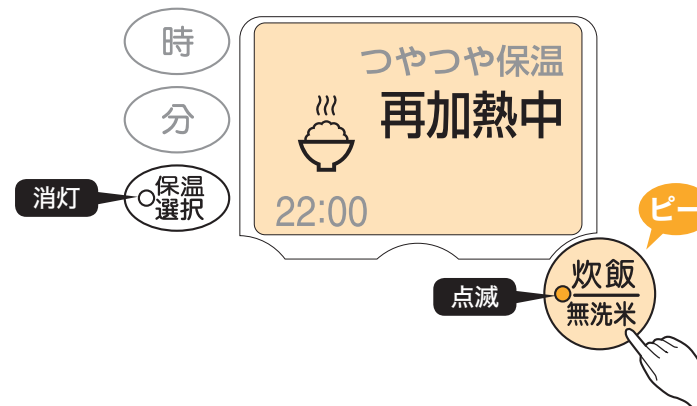 時
つやつや保温
再加熱中
分
保温
選択
消灯
22:00
ピー
炊飯
無洗米
点滅